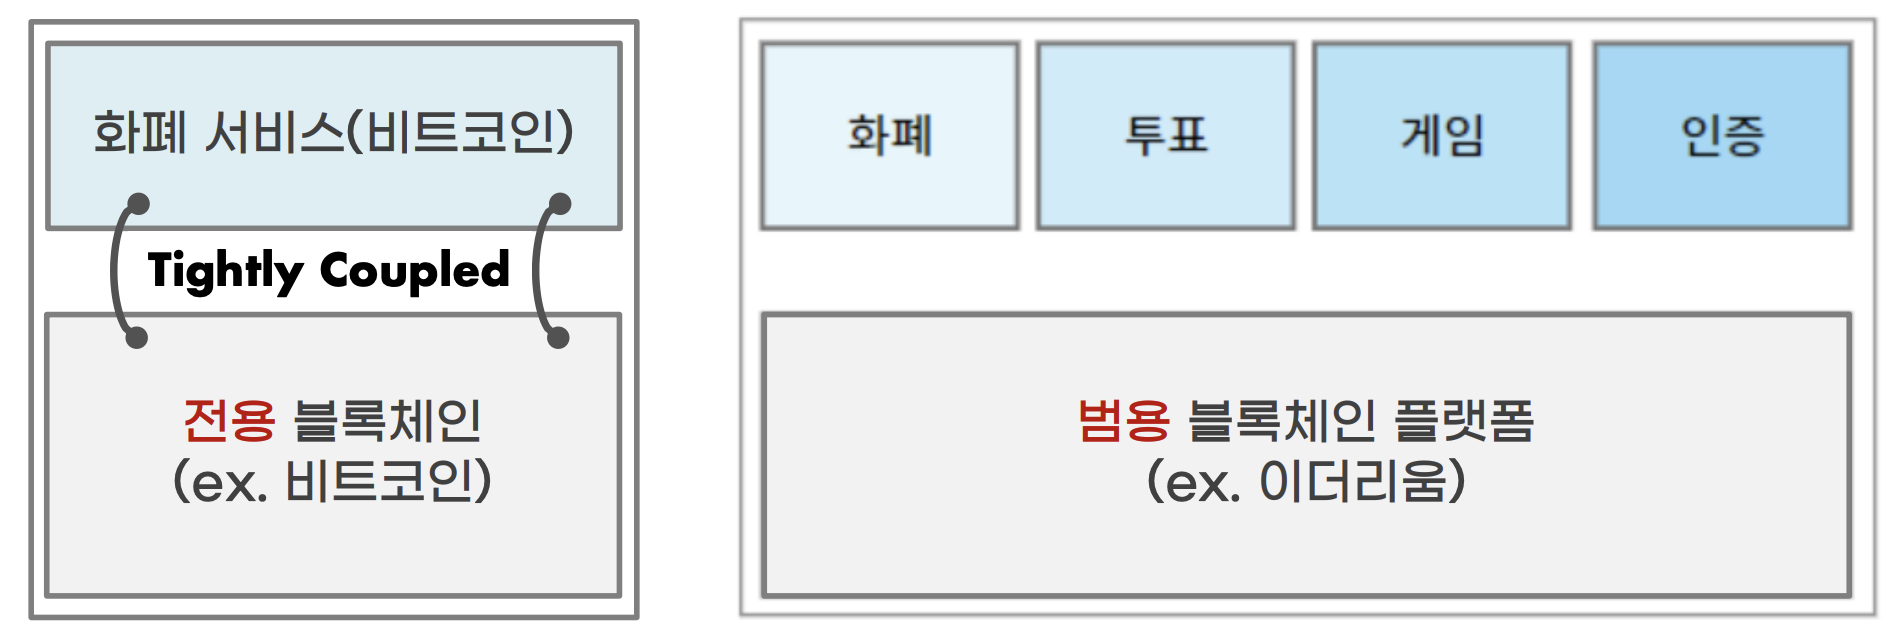 화폐 서비스(비트코인)
Tightly Coupled
전용 블록체인
(ex. 비트코인)
화폐
투표
게임
인증
범용 블록체인 플랫폼
(ex. 이더리움)